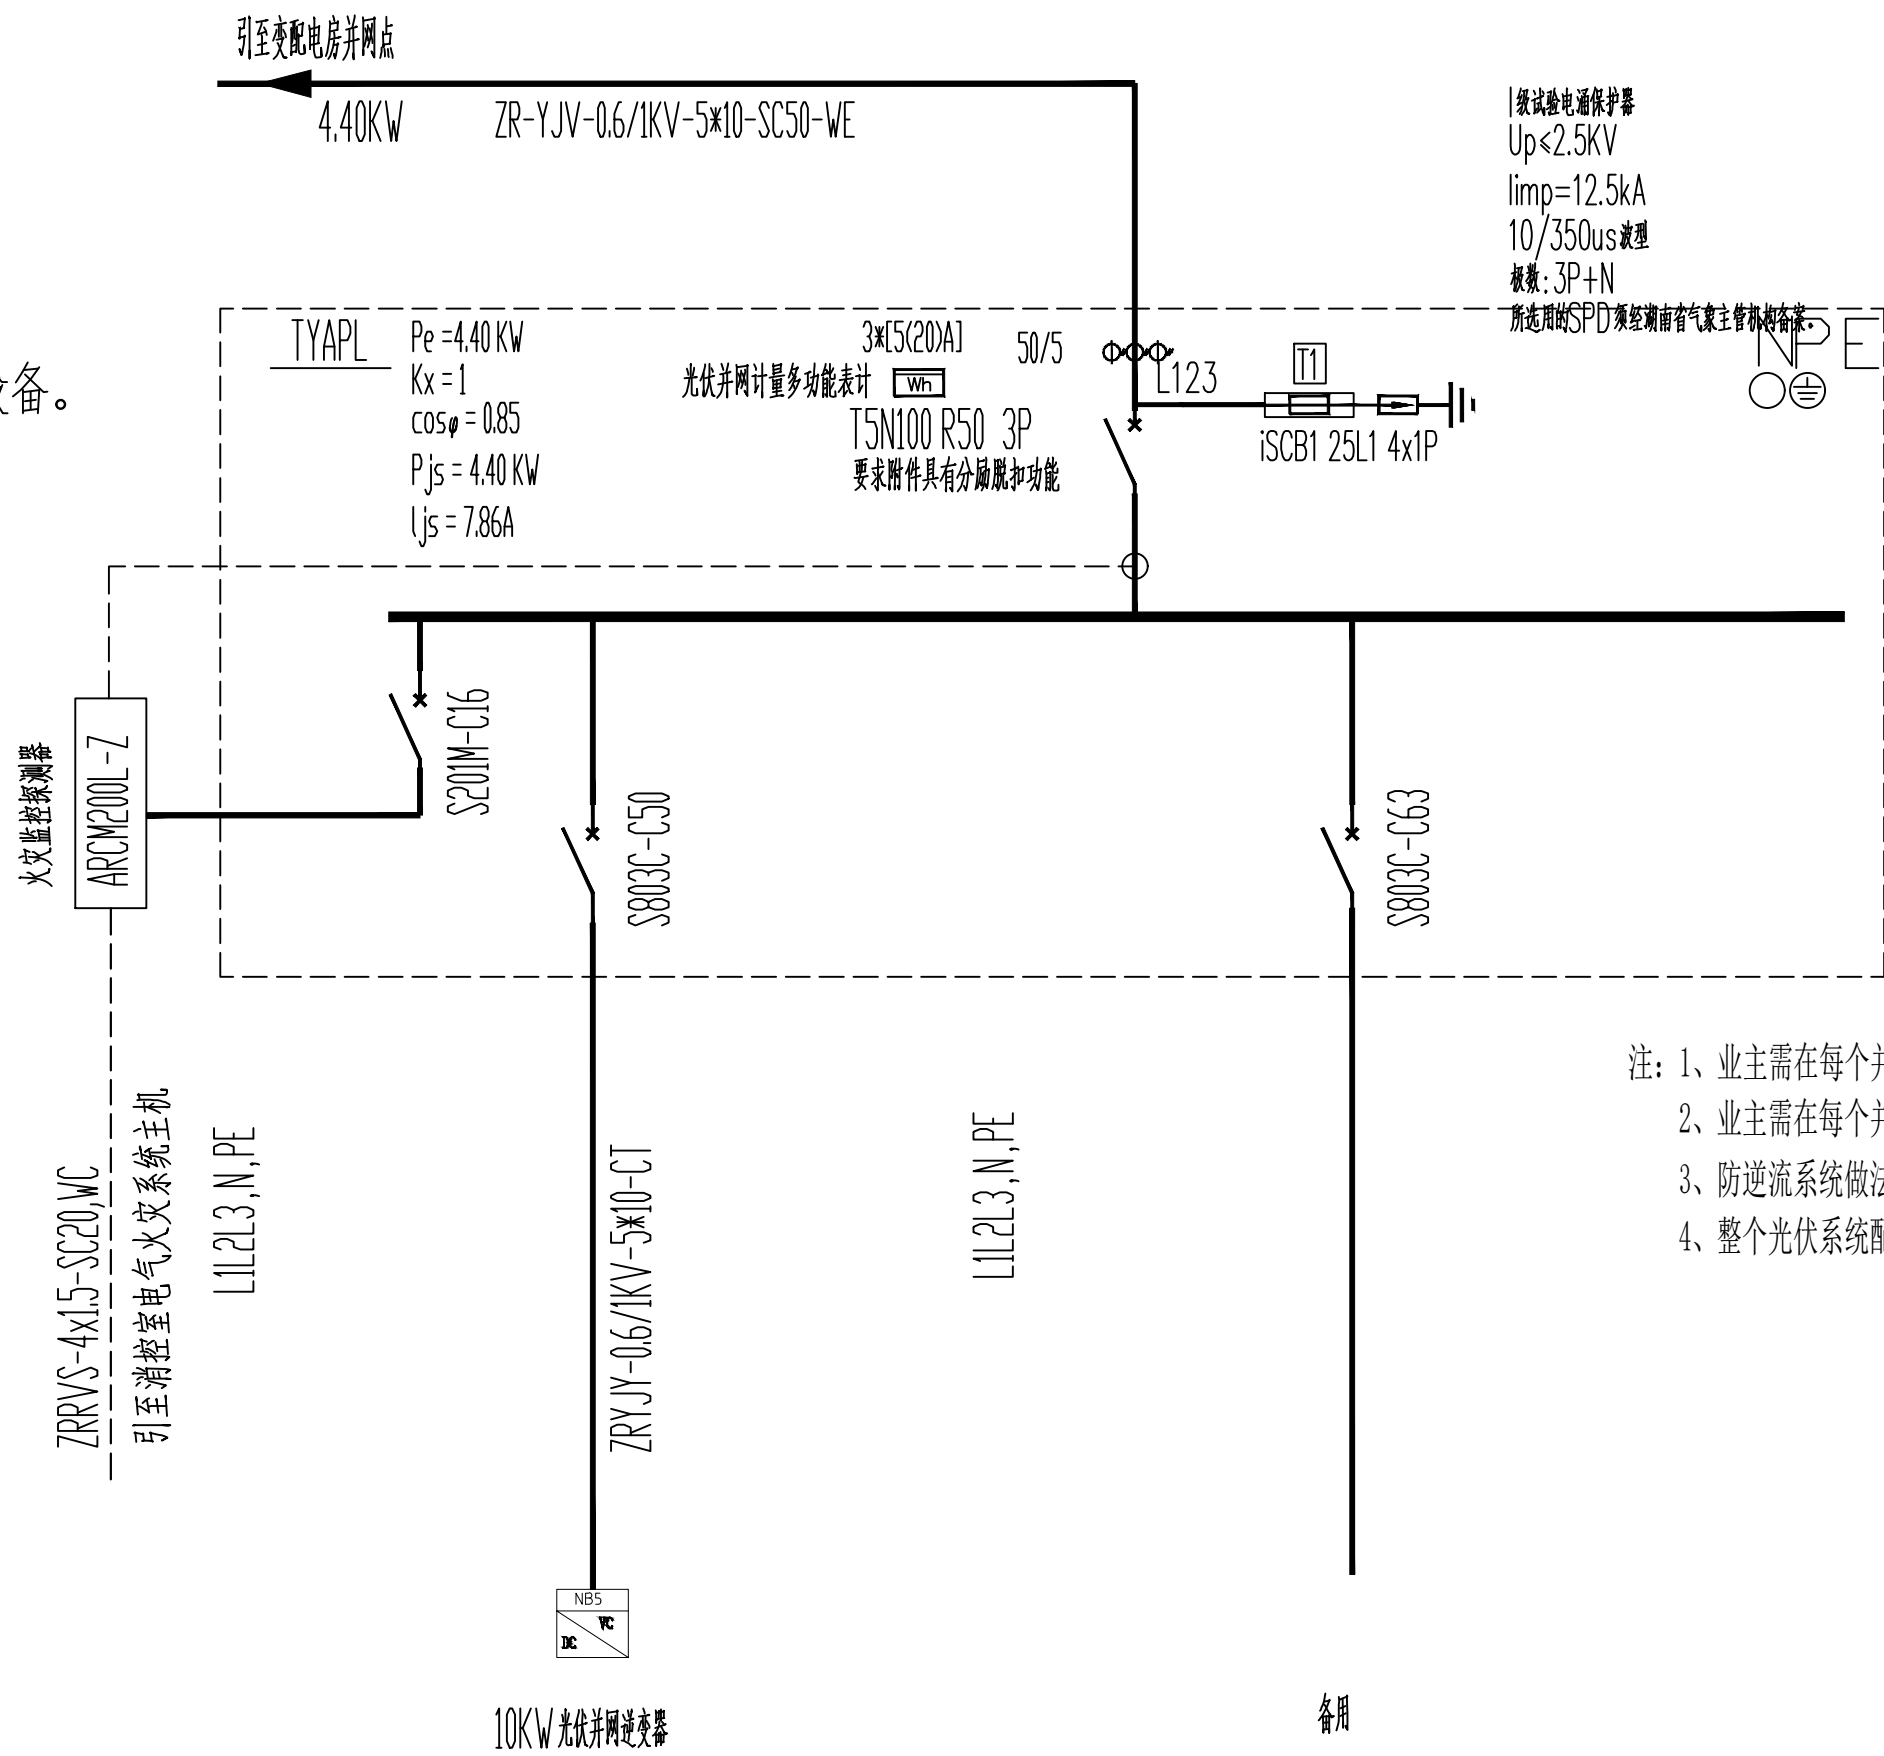 引至变配电房并网点
4.40KW
ZR-YJV-0.6/1KV-5*10-SC50-WE
I级试验电涌保护器
Up≤2.5KV
Iimp=12.5kA
10/350us波型
极数:3P+N
所选用的SPD须经湖南省气象主管机构备案.
备。
TYAPL
Pe=4.40KW
Kx=1
cosφ=0.85
Pjs=4.40KW
Ijs=7.86A
3*[5(20)A]
光伏并网计量多功能表计
Wh
50/5
L123
T5N100 R50 3P
要求附件具有分励脱扣功能
T1
iSCB1 25L1 4x1P
N PE
火灾监控探测器
ARCM200L-Z
S201M-C16
S803C-C50
S803C-C63
ZRRVS-4x1.5-SC20,WC
引至消控室电气火灾系统主机
L1L2L3,N,PE
ZRYJY-0.6/1KV-5*10-CT
L1L2L3,N,PE
注: 1、业主需在每个并
2、业主需在每个并
3、防逆流系统做法
4、整个光伏系统配
NB5
DC
10KW光伏并网逆变器
备用